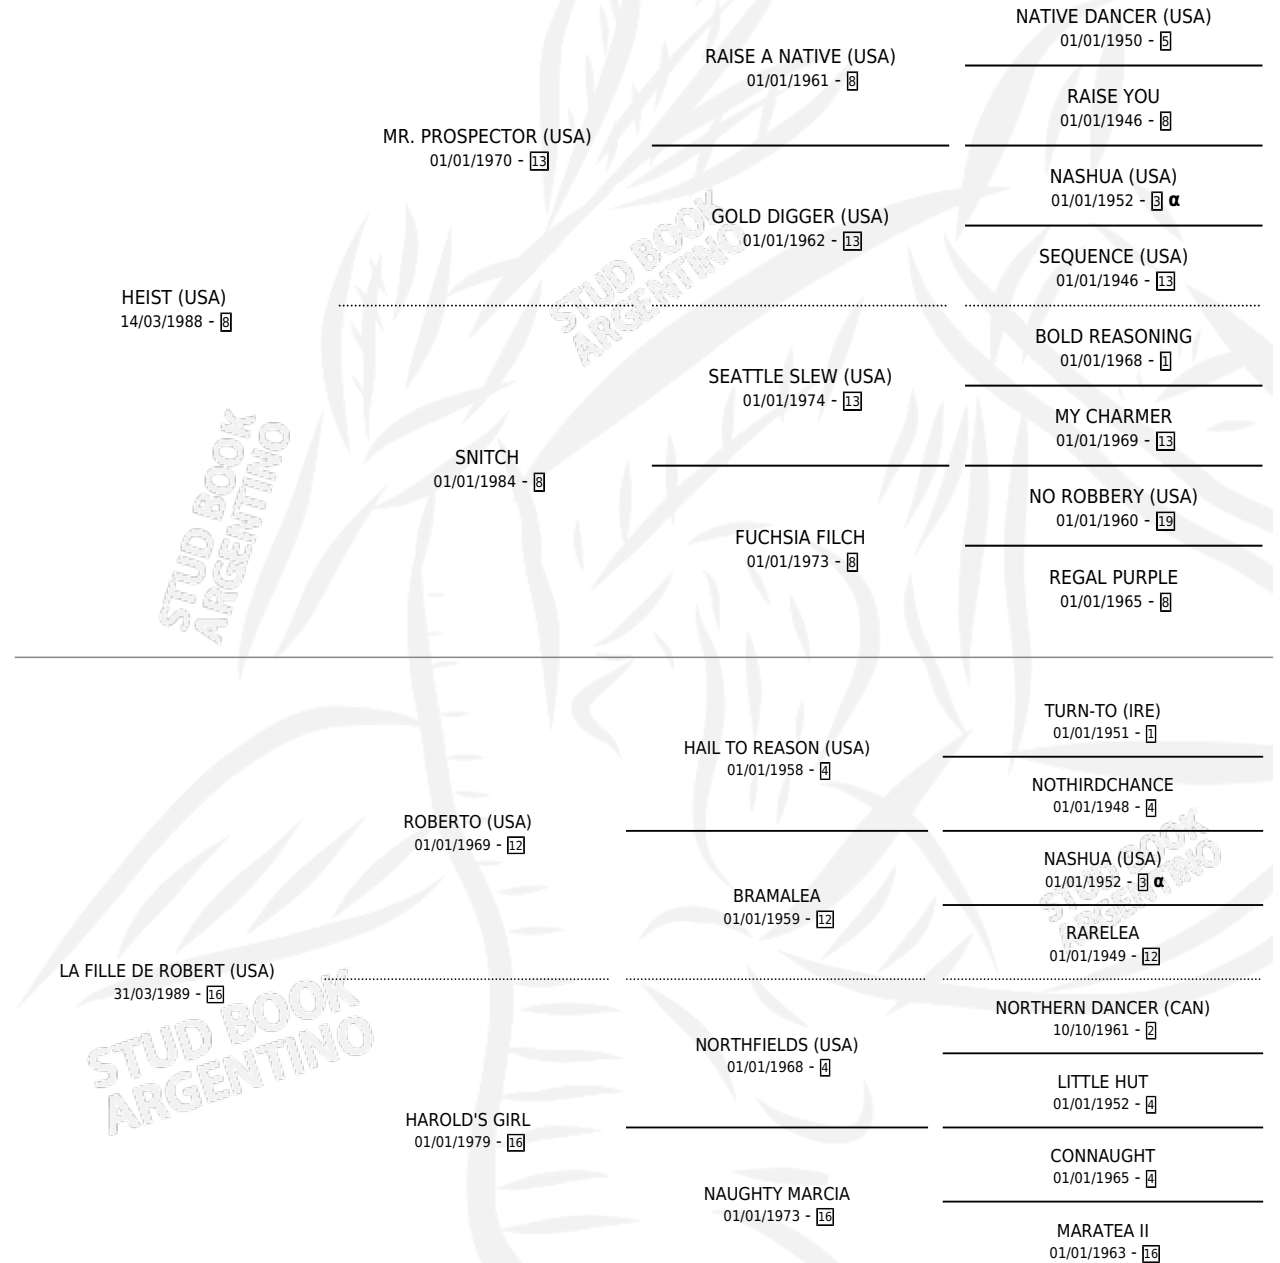 NATIVE DANCER (USA)
01/01/1950 - 5
RAISE A NATIVE (USA)
01/01/1961 - 8
RAISE YOU
01/01/1946 - 8
MR. PROSPECTOR (USA)
01/01/1970 - 13
NASHUA (USA)
01/01/1952 - 3 α
GOLD DIGGER (USA)
01/01/1962 - 13
SEQUENCE (USA)
01/01/1946 - 13
HEIST (USA)
14/03/1988 - 8
BOLD REASONING
01/01/1968 - 1
SEATTLE SLEW (USA)
01/01/1974 - 13
MY CHARMER
01/01/1969 - 13
SNITCH
01/01/1984 - 8
NO ROBBERY (USA)
01/01/1960 - 19
FUCHSIA FILCH
01/01/1973 - 8
REGAL PURPLE
01/01/1965 - 8
TURN-TO (IRE)
01/01/1951 - 1
HAIL TO REASON (USA)
01/01/1958 - 4
NOTHIRDCHANCE
01/01/1948 - 4
ROBERTO (USA)
01/01/1969 - 12
NASHUA (USA)
01/01/1952 - 3 α
BRAMALEA
01/01/1959 - 12
RARELEA
01/01/1949 - 12
LA FILLE DE ROBERT (USA)
31/03/1989 - 16
NORTHERN DANCER (CAN)
10/10/1961 - 2
NORTHFIELDS (USA)
01/01/1968 - 4
LITTLE HUT
01/01/1952 - 4
HAROLD'S GIRL
01/01/1979 - 16
CONNAUGHT
01/01/1965 - 4
NAUGHTY MARCIA
01/01/1973 - 16
MARATEA II
01/01/1963 - 16
STUD BOOK
ARGENTINO
STUD BOOK
ARGENTINO
STUD BOOK
ARGENTINO
STUD BOOK
ARGENTINO